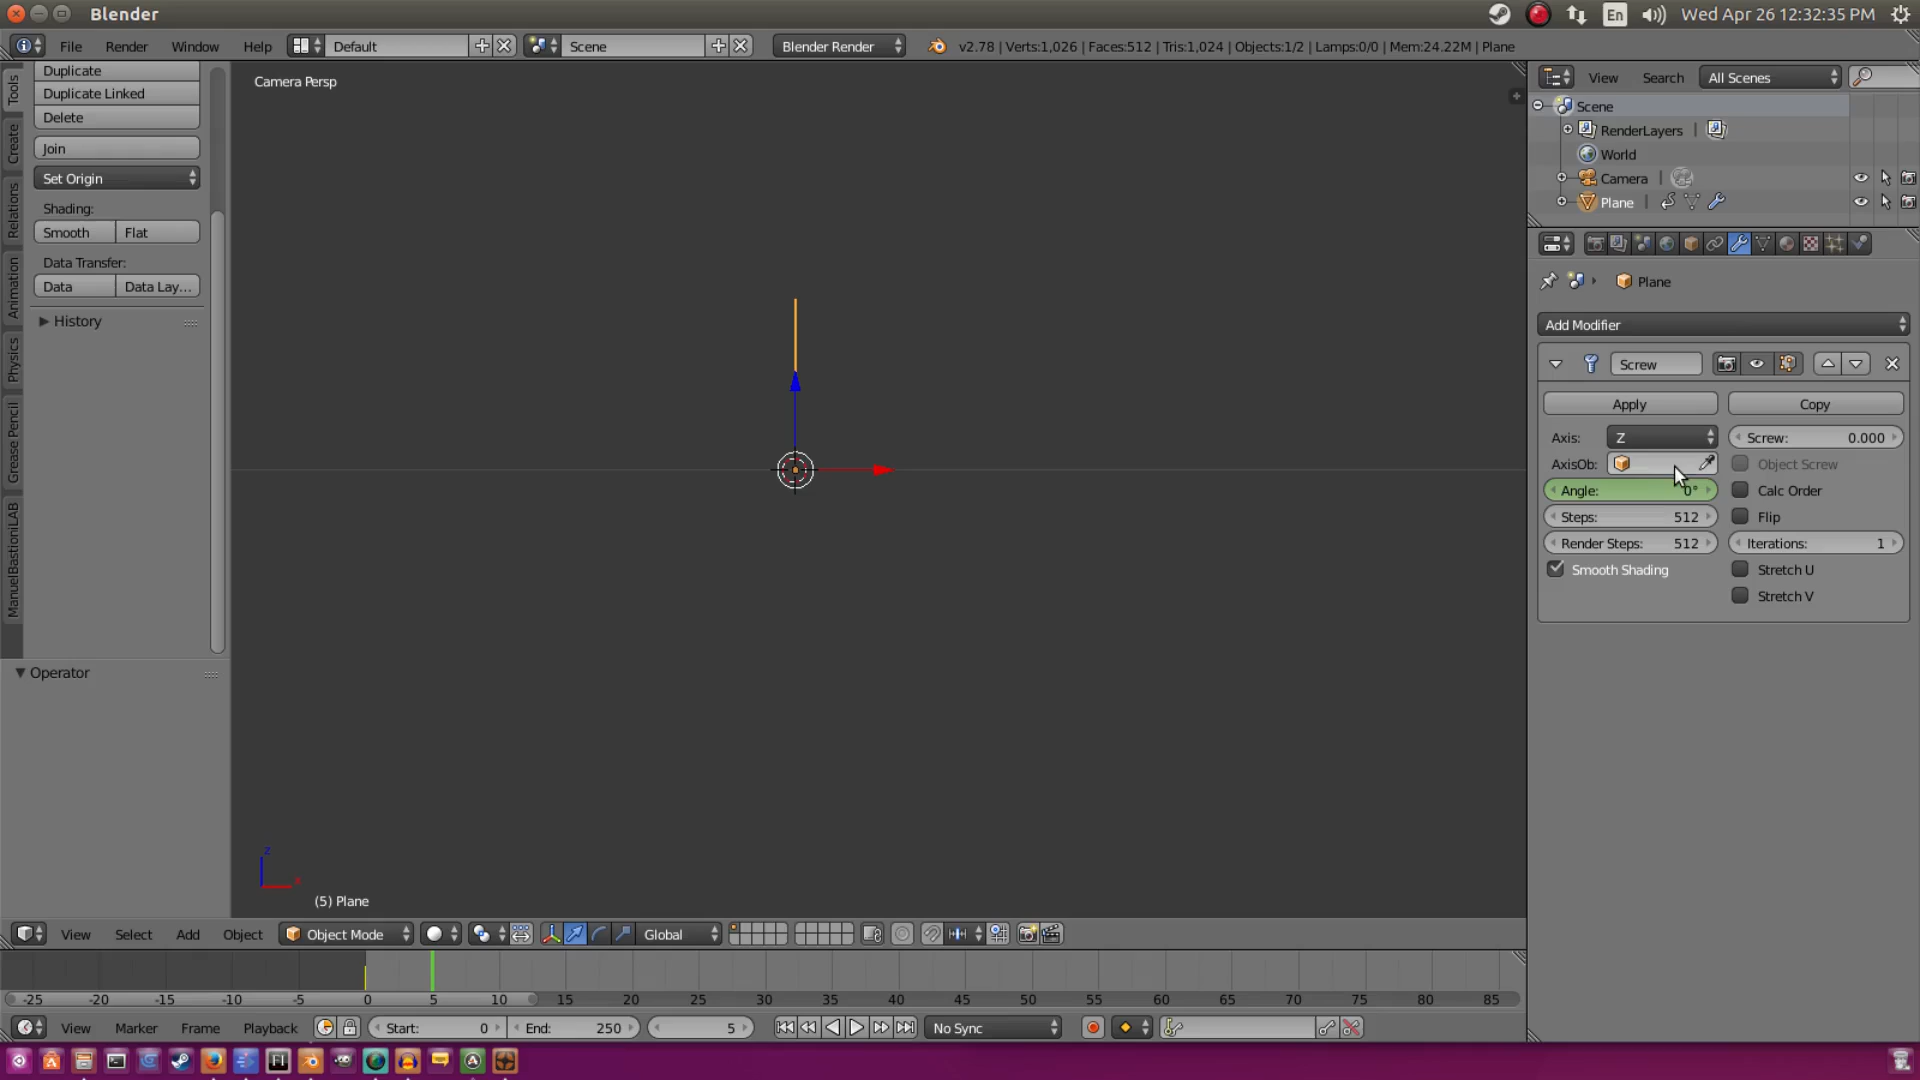 Blender
En
Wed Apr 26 12:32:35 PM
File
Render
Window
Help
Default
Scene
Blender Render
v2.78 | Verts:1,026 | Faces:512 | Tris:1,024 | Objects:1/2 | Lamps:0/0 | Mem:24.22M | Plane
Tools
Create
Relations
Animation
Physics
Grease Pencil
ManuelBastioniLAB
Duplicate
Duplicate Linked
Delete
Join
Set Origin
Shading:
Smooth
Flat
Data Transfer:
Data
Data Lay...
History
Operator
Camera Persp
z
x
(5) Plane
View
Search
All Scenes
Scene
RenderLayers
World
Camera
Plane
Plane
Add Modifier
Screw
Apply
Copy
Axis:
Z
Screw: 0.000
AxisOb:
Object Screw
Angle: 0°
Calc Order
Steps: 512
Flip
Render Steps: 512
Iterations: 1
Smooth Shading
Stretch U
Stretch V
View
Select
Add
Object
Object Mode
Global
-25 -20 -15 -10 -5 0 5 10 15 20 25 30 35 40 45 50 55 60 65 70 75 80 85
View
Marker
Frame
Playback
Start: 0
End: 250
5
No Sync